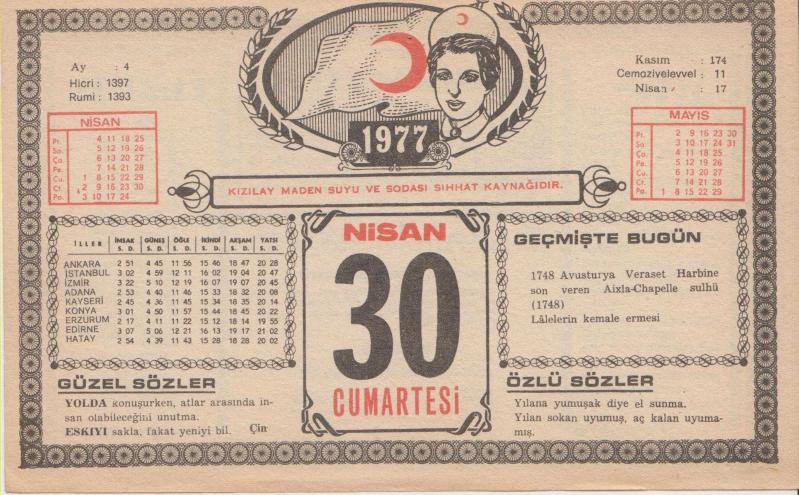 Ay : 4
Hicri : 1397
Rumi : 1393
1977
Kasım : 174
Cemaziyelevvel : 11
Nisan : 17
NİSAN
Pt. 4 11 18 25
Sa. 5 12 19 26
Ça. 6 13 20 27
Pe. 7 14 21 28
Cu. 1 8 15 22 29
Ct. 2 9 16 23 30
Pa. 3 10 17 24
MAYIS
Pt. 2 9 16 23 30
Sa. 3 10 17 24 31
Ça. 4 11 18 25
Pe. 5 12 19 26
Cu. 6 13 20 27
Ct. 7 14 21 28
Pa. 1 8 15 22 29
KIZILAY MADEN SUYU VE SODASI SIHHAT KAYNAĞIDIR.
İLLER İMSAK GÜNEŞ ÖĞLE İKİNDİ AKŞAM YATSI
S. D. S. D. S. D. S. D. S. D. S. D.
ANKARA 2 51 4 45 11 56 15 46 18 47 20 28
İSTANBUL 3 02 4 59 12 11 16 02 19 04 20 47
İZMİR 3 22 5 10 12 19 16 07 19 07 20 45
ADANA 2 53 4 40 11 46 15 33 18 32 20 08
KAYSERİ 2 45 4 36 11 45 15 34 18 35 20 14
KONYA 3 01 4 50 11 57 15 44 18 45 20 22
ERZURUM 2 17 4 11 11 22 15 12 18 14 19 55
EDİRNE 3 07 5 06 12 21 16 13 19 17 21 02
HATAY 2 54 4 39 11 43 15 28 18 28 20 02
NİSAN
30
CUMARTESİ
GEÇMİŞTE BUGÜN
1748 Avusturya Veraset Harbine
son veren Aixla-Chapelle sulhü
(1748)
Lâlelerin kemale ermesi
GÜZEL SÖZLER
YOLDA konuşurken, atlar arasında in-
san olabileceğini unutma.
ESKIYI sakla, fakat yeniyi bil. Çin
ÖZLÜ SÖZLER
Yılana yumuşak diye el sunma.
Yılan sokan uyumuş, aç kalan uyuma-
mış.